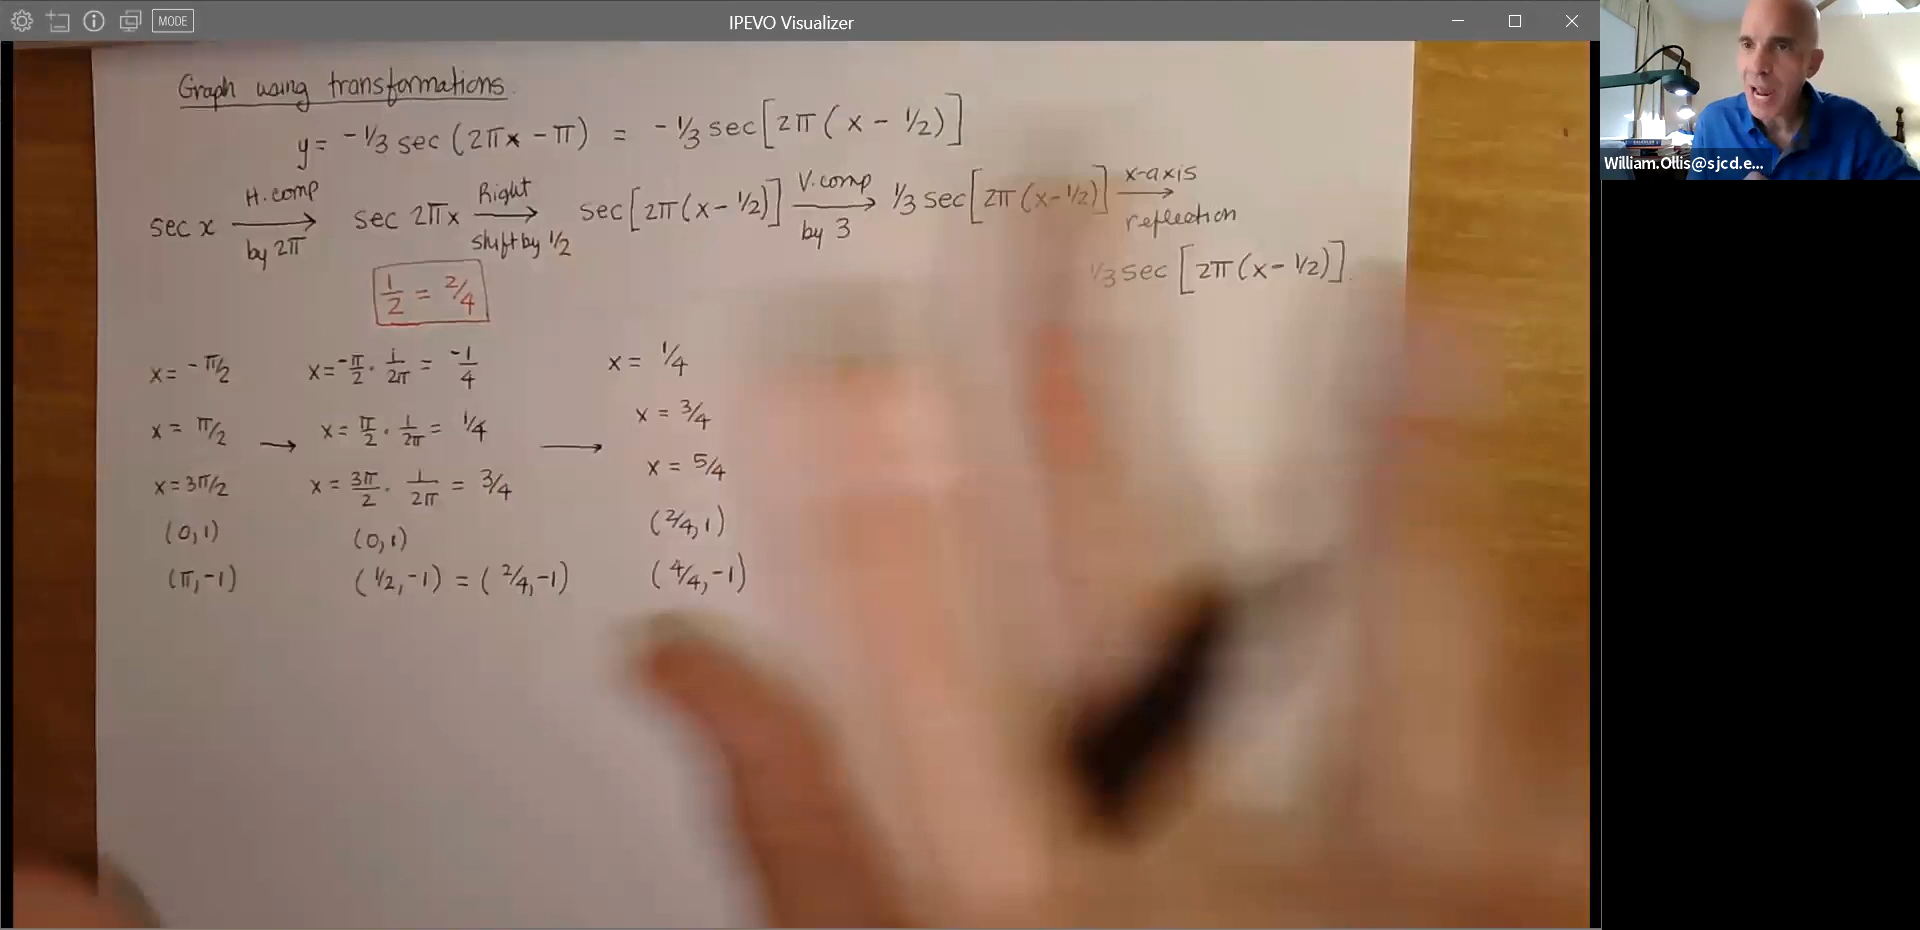 MODE
IPEVO Visualizer
William.Ollis@sjcd.e...
Graph using transformations.
y = -1/3 sec (2πx - π) = -1/3 sec [2π (x - 1/2)]
sec x H. comp by 2π → sec 2πx Right shift by 1/2 → sec [2π(x - 1/2)] V. comp by 3 → 1/3 sec [2π (x - 1/2)] x-axis reflection →
1/3 sec [2π (x - 1/2)].
1/2 = 2/4
x = -π/2 x = -π/2 · 1/2π = -1/4 x = 1/4
x = π/2 → x = π/2 · 1/2π = 1/4 → x = 3/4
x = 3π/2 x = 3π/2 · 1/2π = 3/4 x = 5/4
(0, 1) (0, 1) (2/4, 1)
(π, -1) (1/2, -1) = (2/4, -1) (4/4, -1)